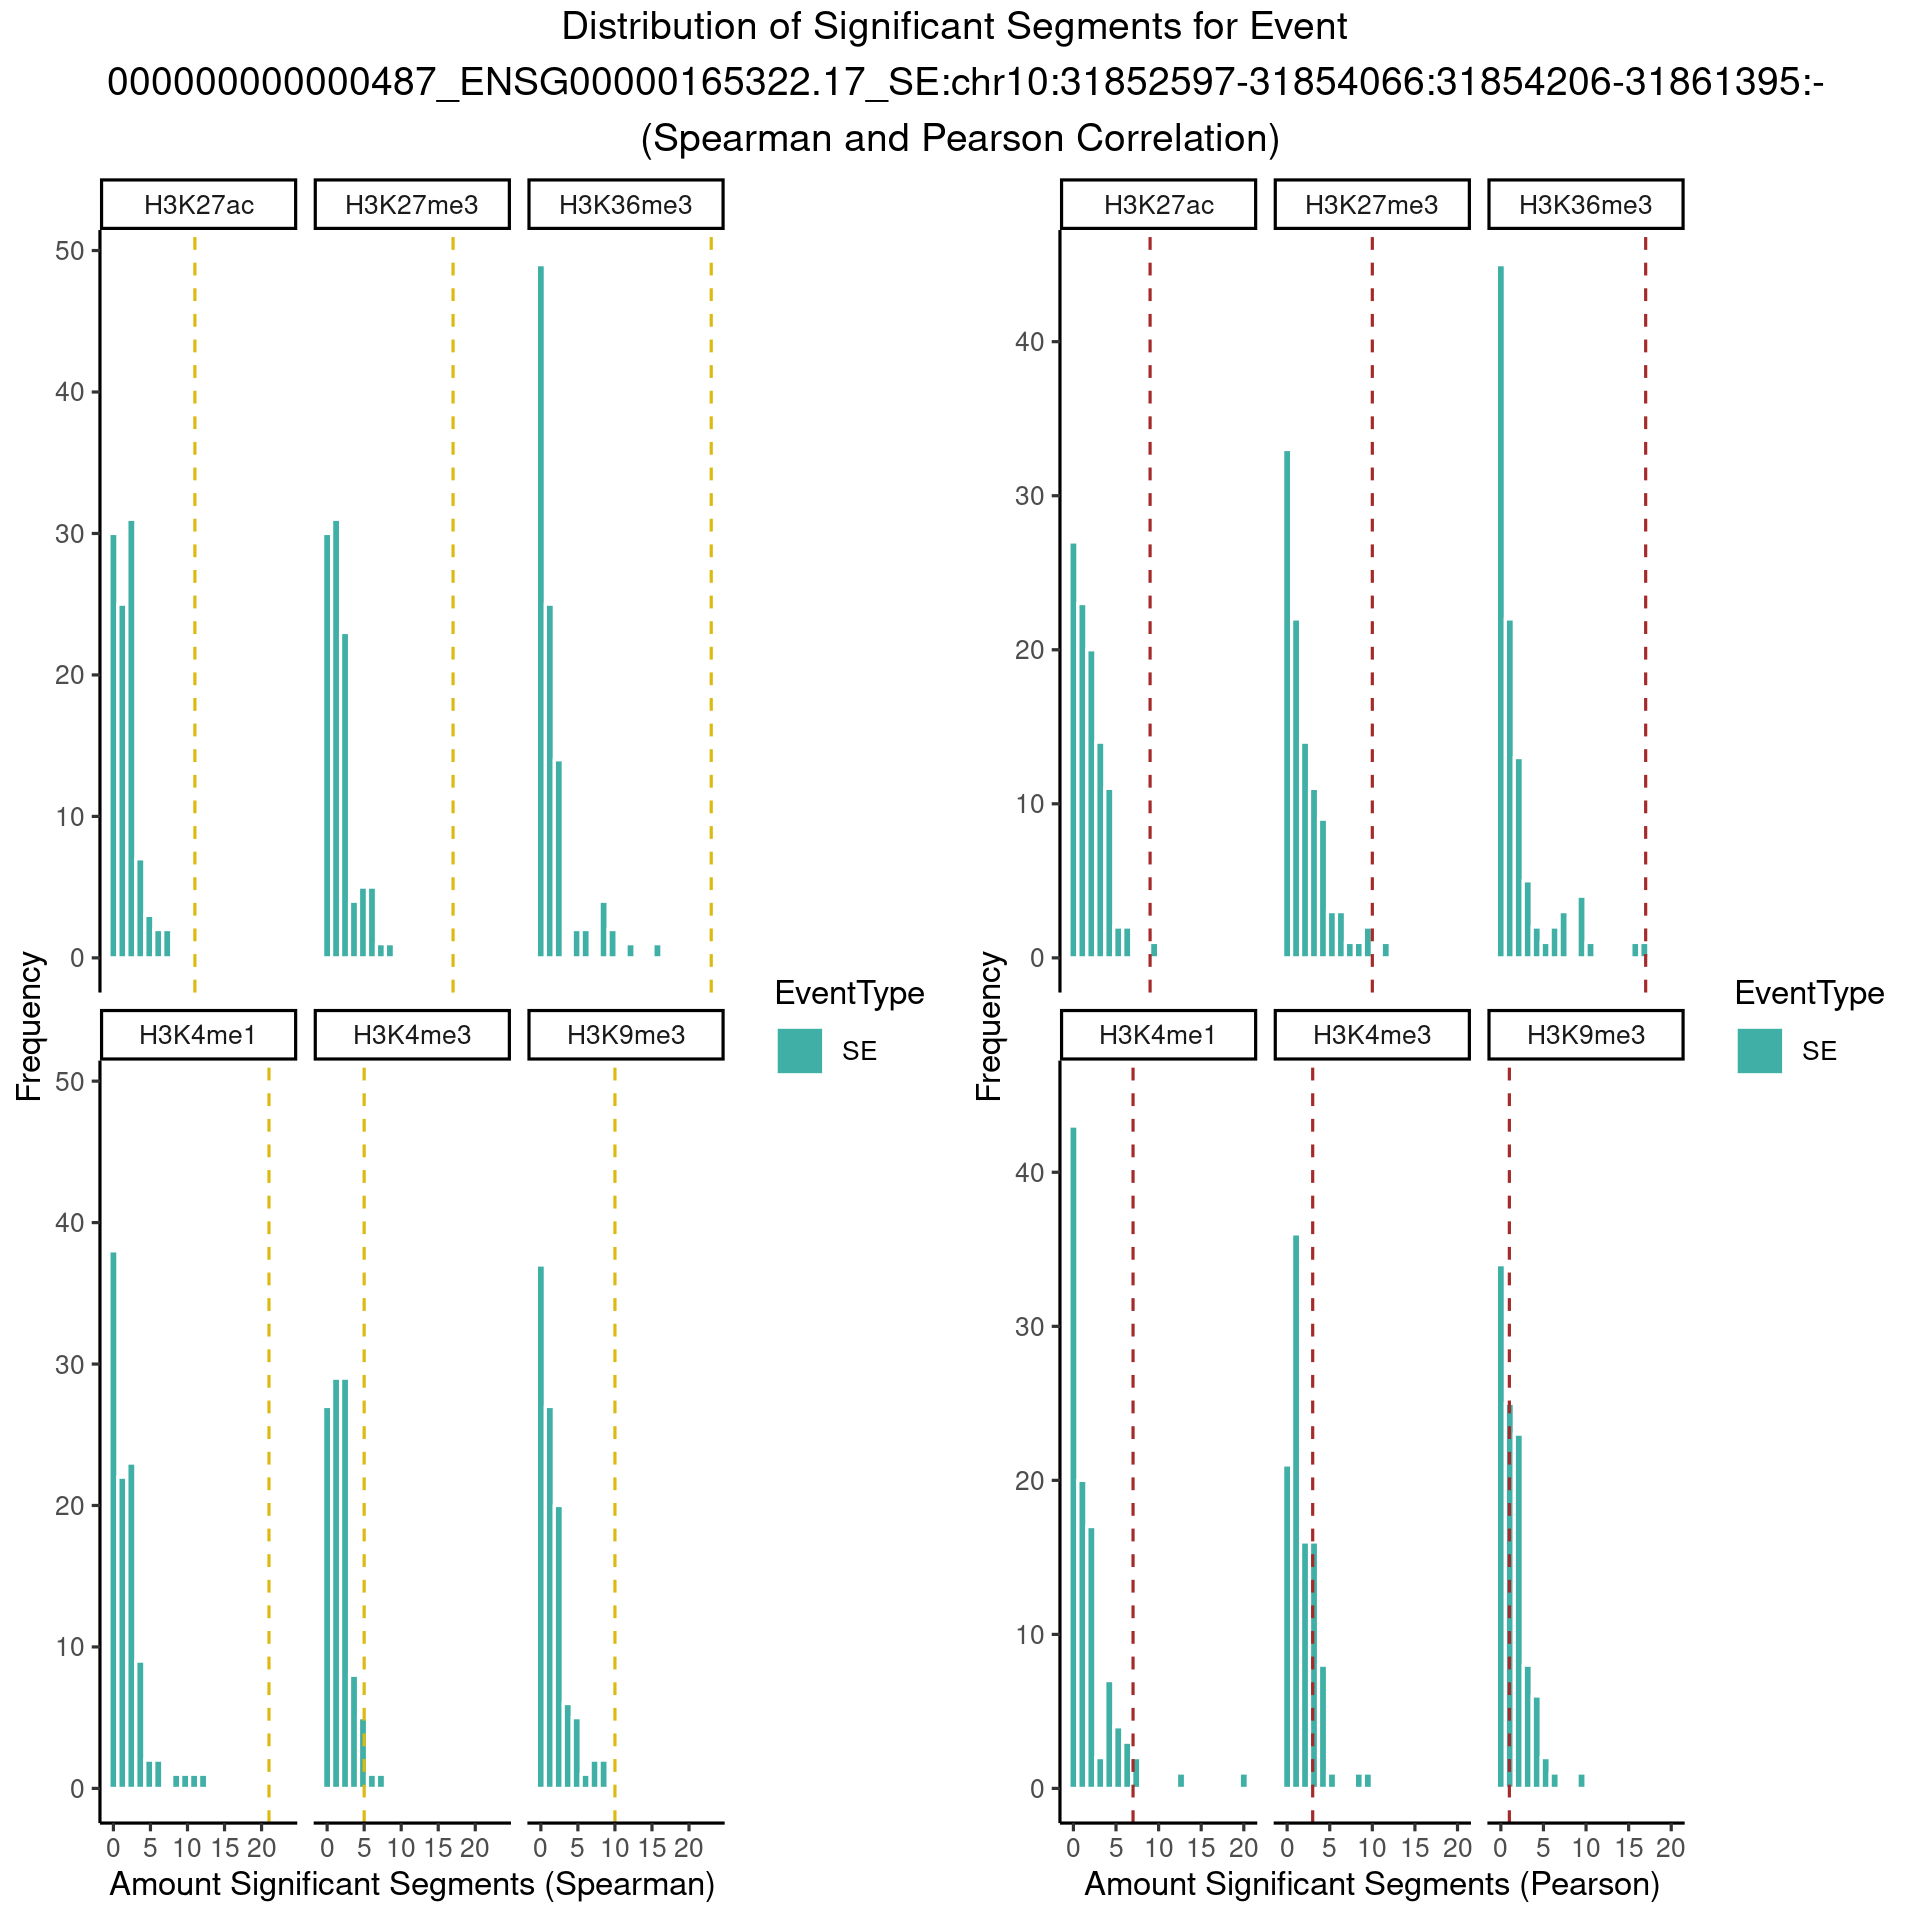 Distribution of Significant Segments for Event
000000000000487_ENSG00000165322.17_SE:chr10:31852597-31854066:31854206-31861395:-
(Spearman and Pearson Correlation)
H3K27ac
H3K27me3
H3K36me3
50
40
30
20
10
0
H3K4me1
H3K4me3
H3K9me3
50
40
30
20
10
0
0 5 10 15 20
0 5 10 15 20
0 5 10 15 20
Frequency
Amount Significant Segments (Spearman)
EventType
SE
H3K27ac
H3K27me3
H3K36me3
40
30
20
10
0
H3K4me1
H3K4me3
H3K9me3
40
30
20
10
0
0 5 10 15 20
0 5 10 15 20
0 5 10 15 20
Frequency
Amount Significant Segments (Pearson)
EventType
SE